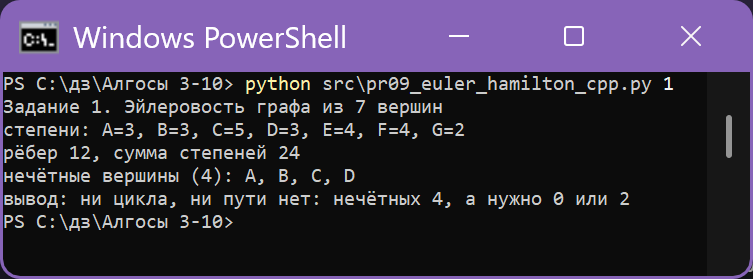 Windows PowerShell
PS C:\дз\Алгосы 3-10> python src\pr09_euler_hamilton_cpp.py 1
Задание 1. Эйлеровость графа из 7 вершин
степени: A=3, B=3, C=5, D=3, E=4, F=4, G=2
рёбер 12, сумма степеней 24
нечётные вершины (4): A, B, C, D
вывод: ни цикла, ни пути нет: нечётных 4, а нужно 0 или 2
PS C:\дз\Алгосы 3-10>